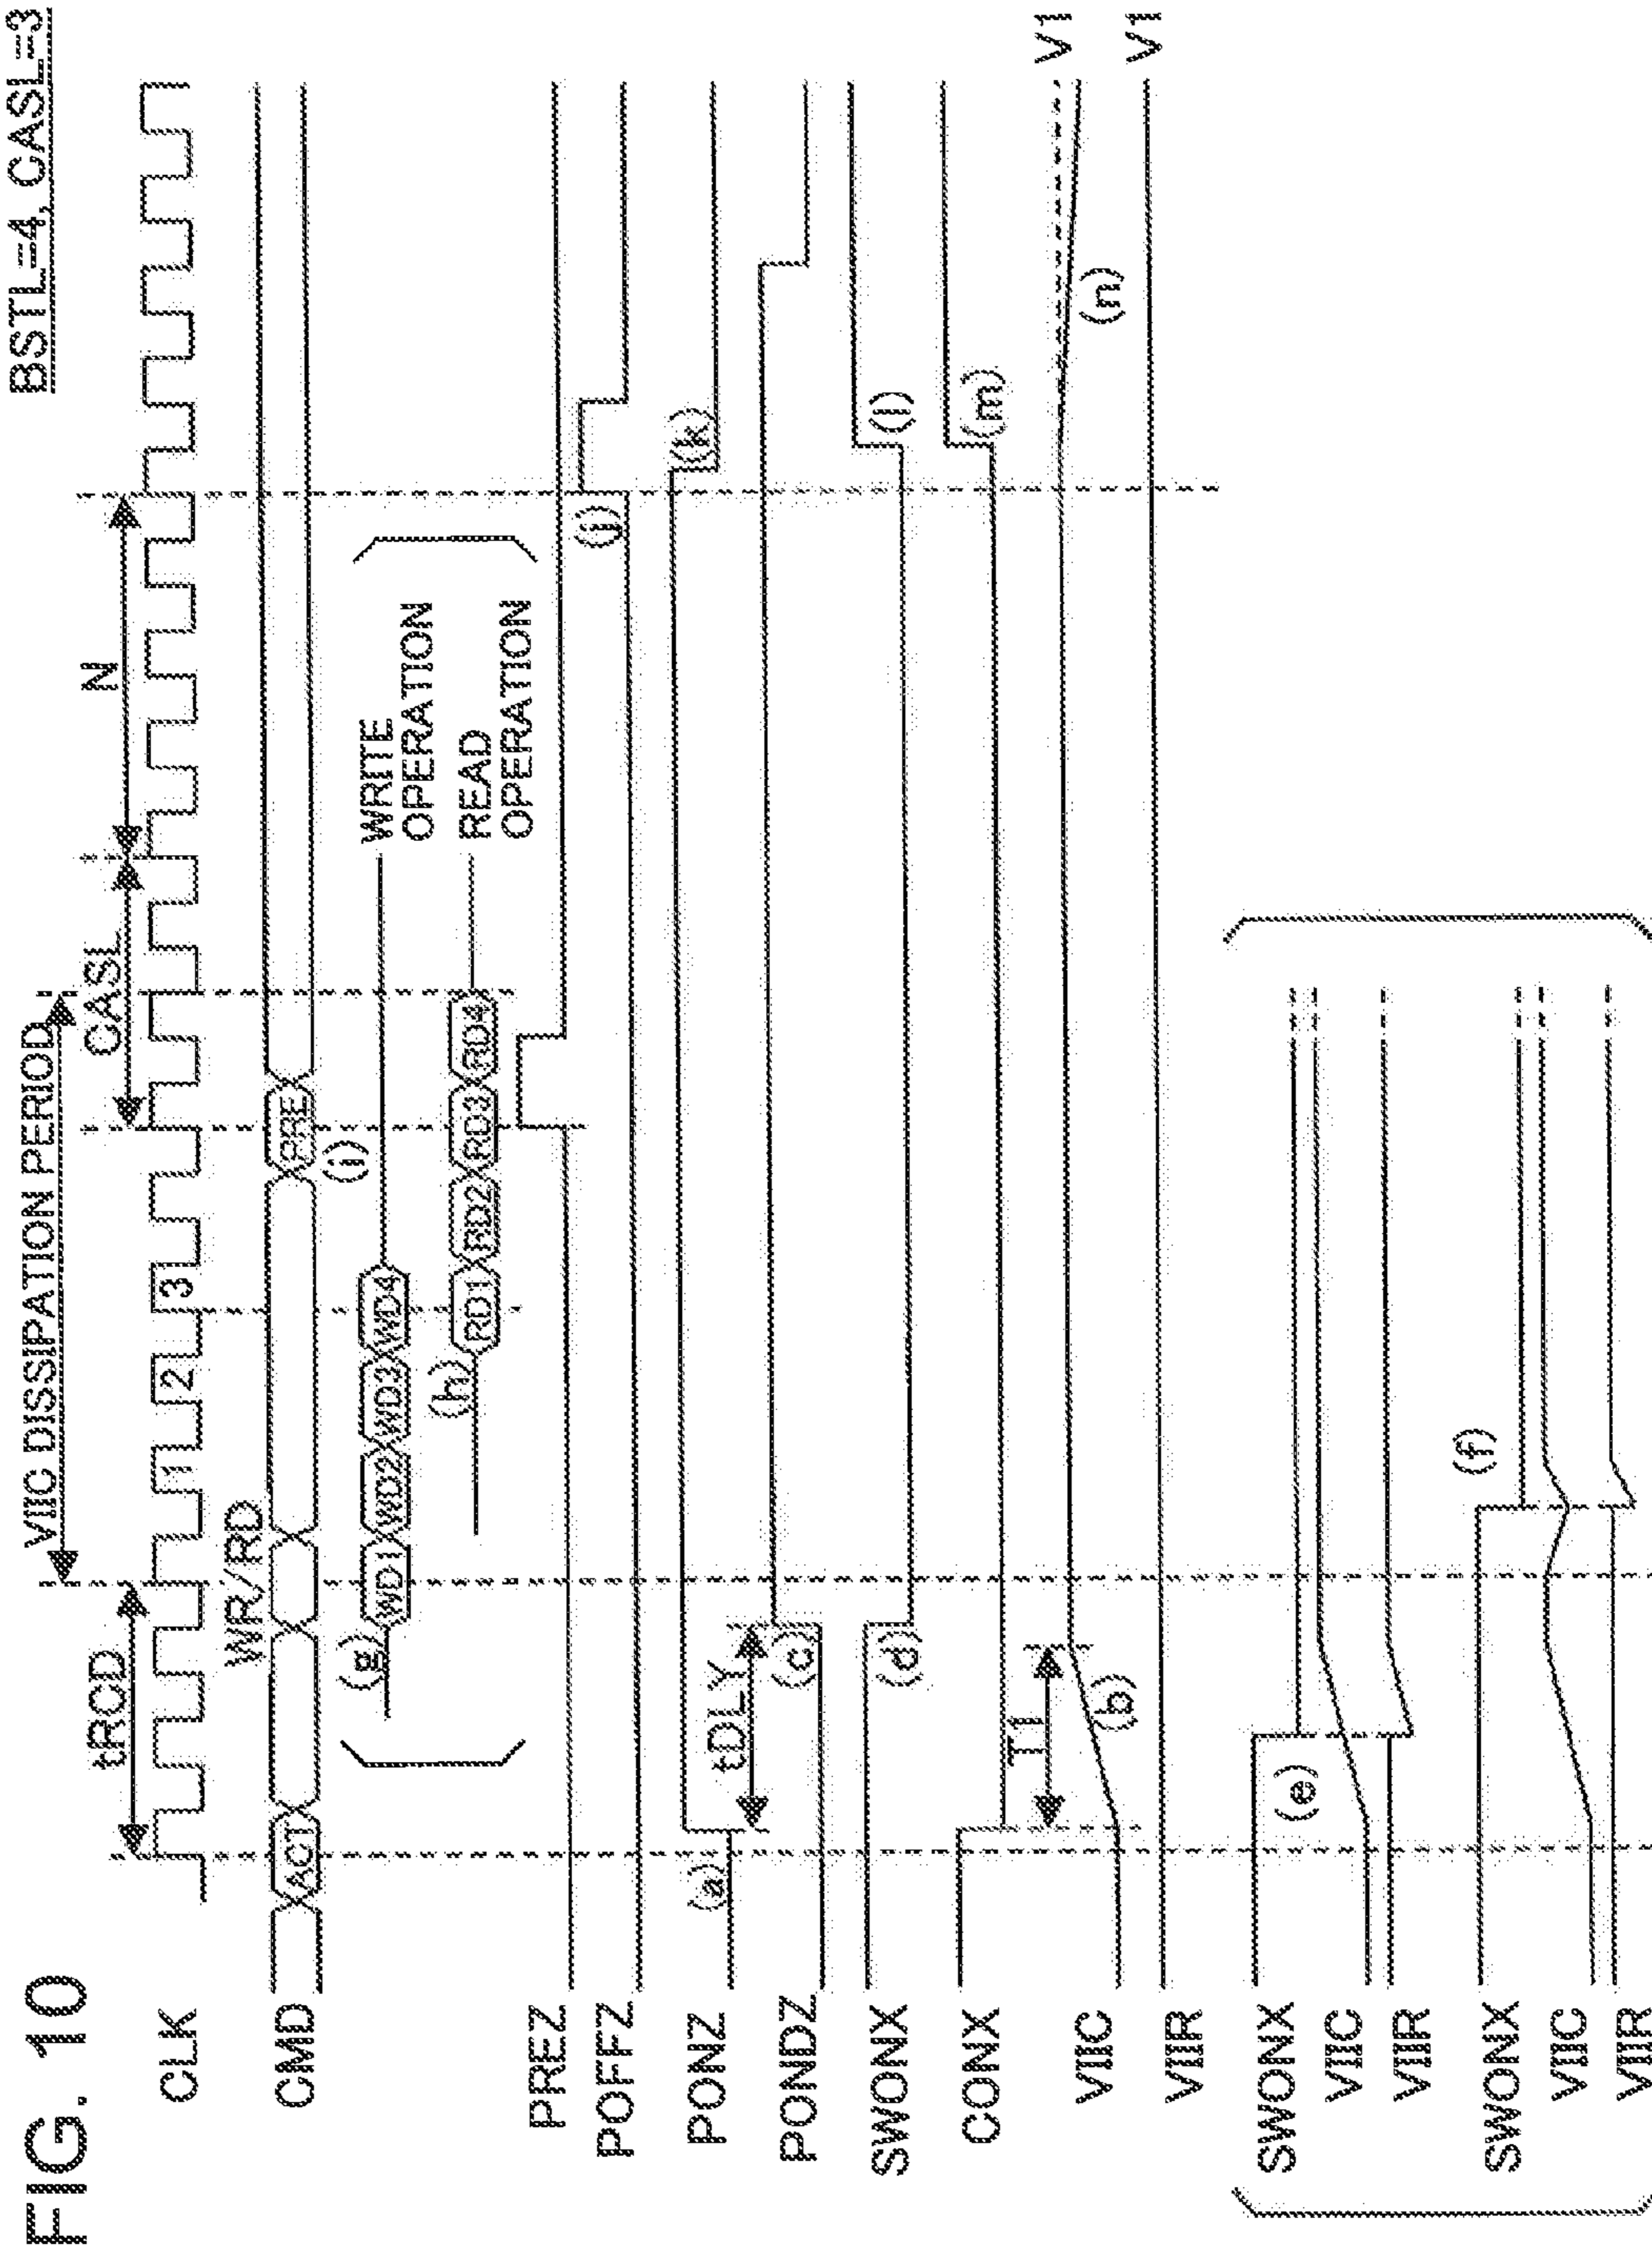 FIG. 10
BSTL=4, CASL=3
VIIC DISSIPATION PERIOD
tRCD
CASL
N
CLK
1 2 3
WR/RD
CMD
ACT
PRE
(i)
(g)
WD1 WD2 WD3 WD4
WRITE
OPERATION
(h)
RD1 RD2 RD3 RD4
READ
OPERATION
PREZ
POFFZ
(j)
PONZ
(a)
(k)
tDLY
PONDZ
(c)
SWONX
(d)
(l)
CONX
(m)
T1
VIIC
(b)
(n)
V1
VIIR
V1
SWONX
(e)
VIIC
VIIR
SWONX
(f)
VIIC
VIIR